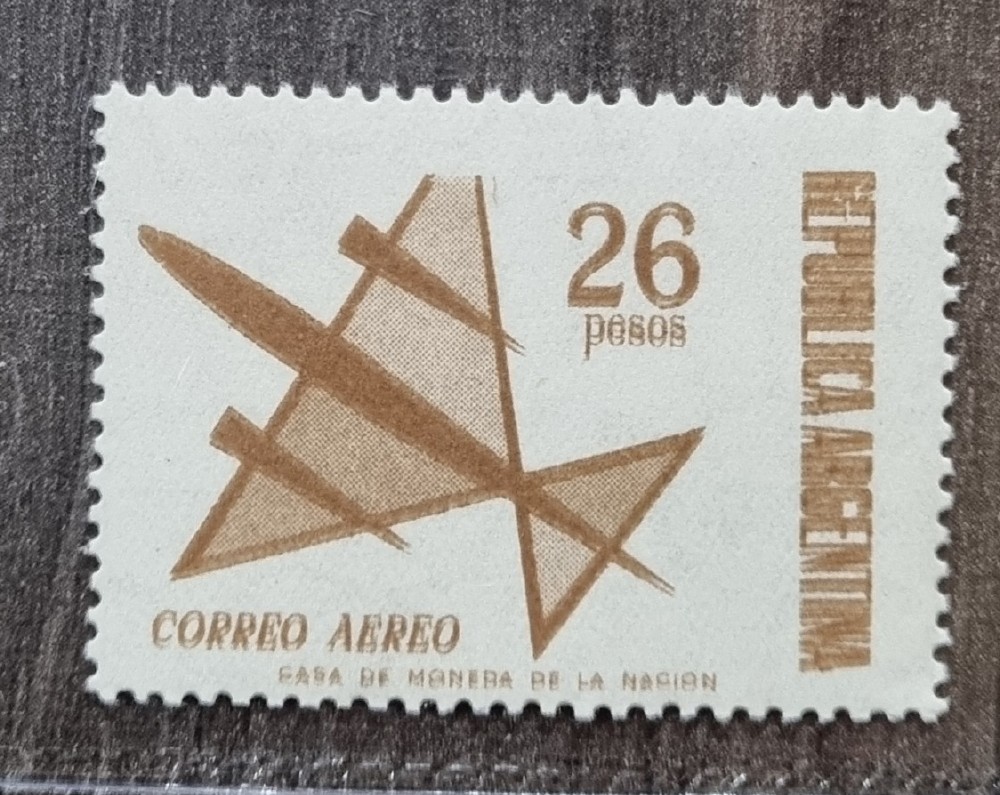 26
pesos
REPUBLICA ARGENTINA
CORREO AEREO
CASA DE MONEDA DE LA NACION